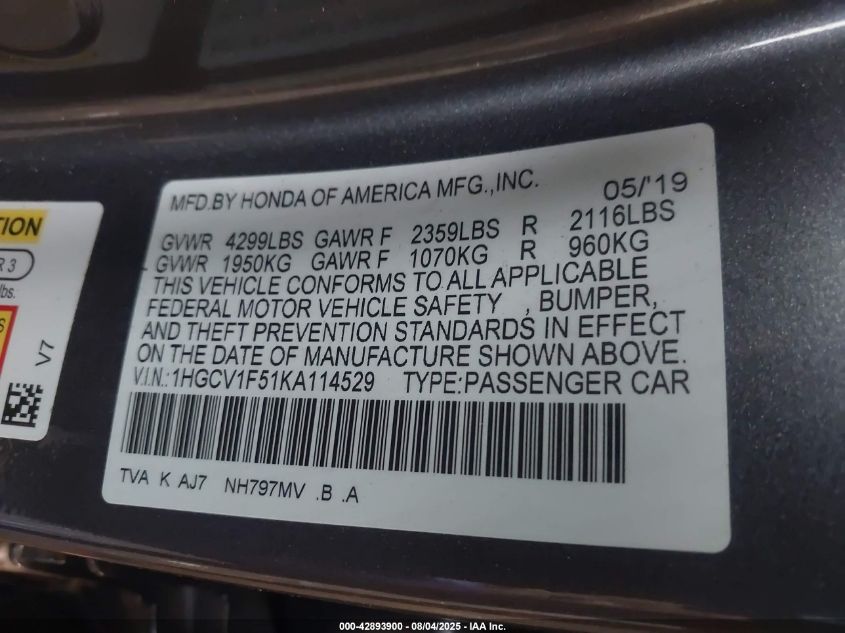 MFD.BY HONDA OF AMERICA MFG.,INC. 05/'19
GVWR 4299LBS GAWR F 2359LBS R 2116LBS
GVWR 1950KG GAWR F 1070KG R 960KG
THIS VEHICLE CONFORMS TO ALL APPLICABLE
FEDERAL MOTOR VEHICLE SAFETY , BUMPER,
AND THEFT PREVENTION STANDARDS IN EFFECT
ON THE DATE OF MANUFACTURE SHOWN ABOVE.
V.I.N.:1HGCV1F51KA114529 TYPE:PASSENGER CAR
TVA K AJ7 NH797MV .B .A
R 3
lbs.
V7
000-42893900 - 08/04/2025 - IAA Inc.